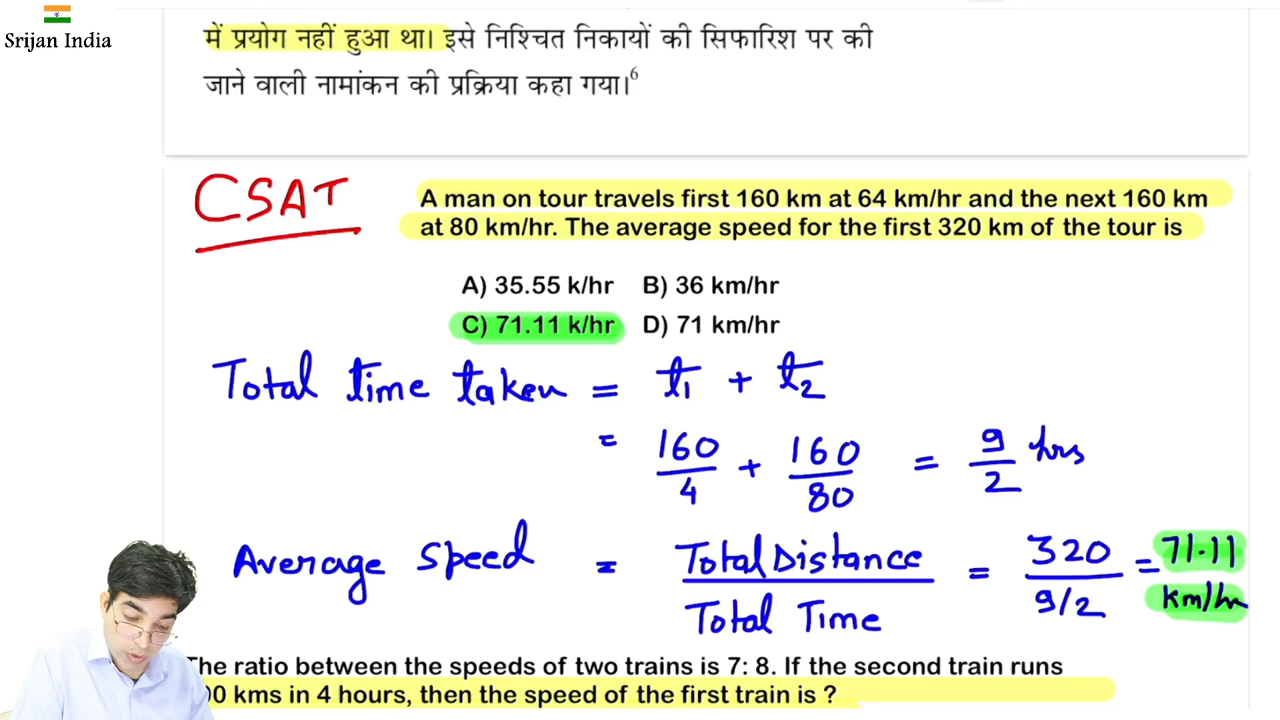 Srijan India
में प्रयोग नहीं हुआ था। इसे निश्चित निकायों की सिफारिश पर की
जाने वाली नामांकन की प्रक्रिया कहा गया।6
CSAT
A man on tour travels first 160 km at 64 km/hr and the next 160 km
at 80 km/hr. The average speed for the first 320 km of the tour is
A) 35.55 k/hr B) 36 km/hr
C) 71.11 k/hr D) 71 km/hr
Total time taken = t1 + t2
= 160/4 + 160/80 = 9/2 hrs
Average speed = Total Distance/Total Time = 320/9/2 = 71.11 km/hr
The ratio between the speeds of two trains is 7: 8. If the second train runs
kms in 4 hours, then the speed of the first train is ?